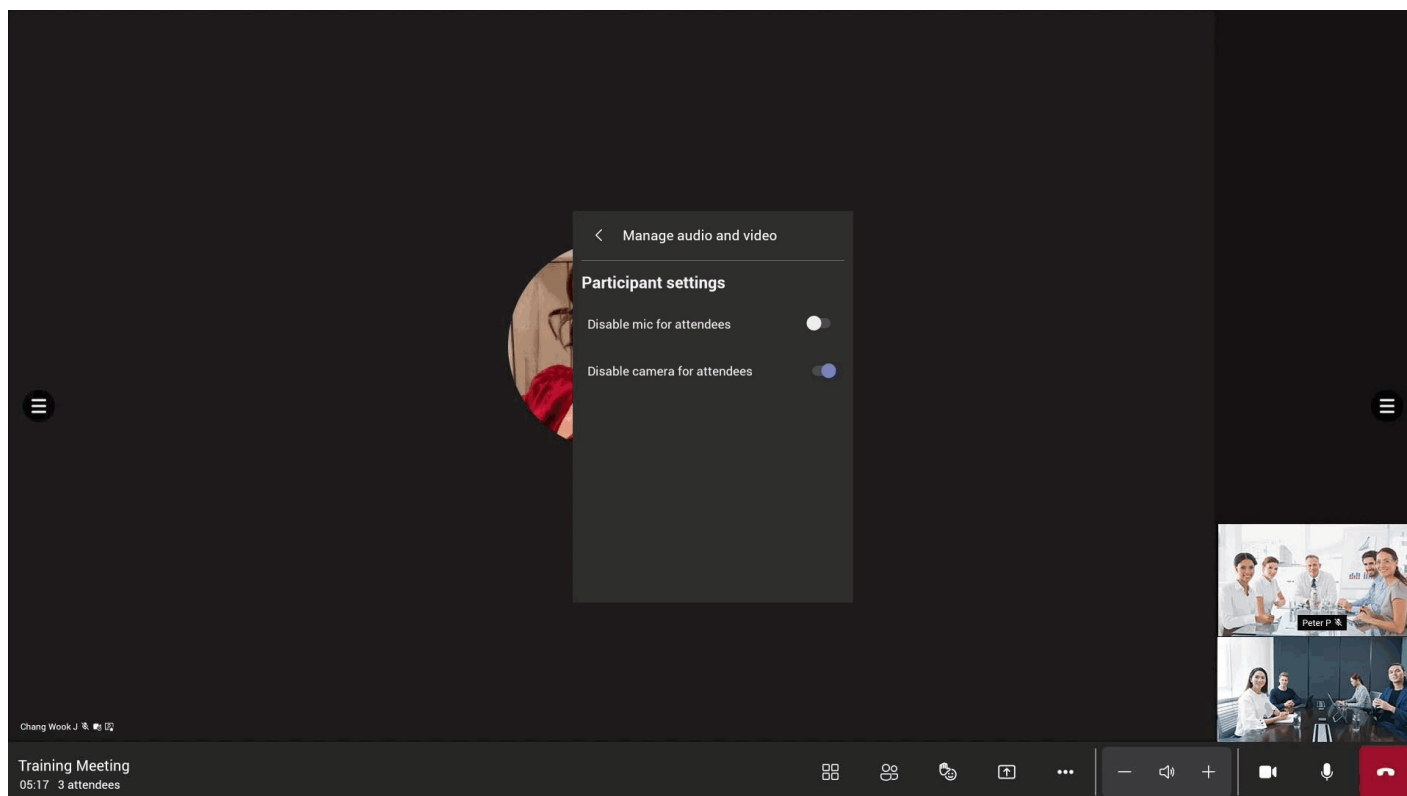 Manage audio and video
Participant settings
Disable mic for attendees
Disable camera for attendees
Peter P
Chang Wook J
Training Meeting
05:17 3 attendees